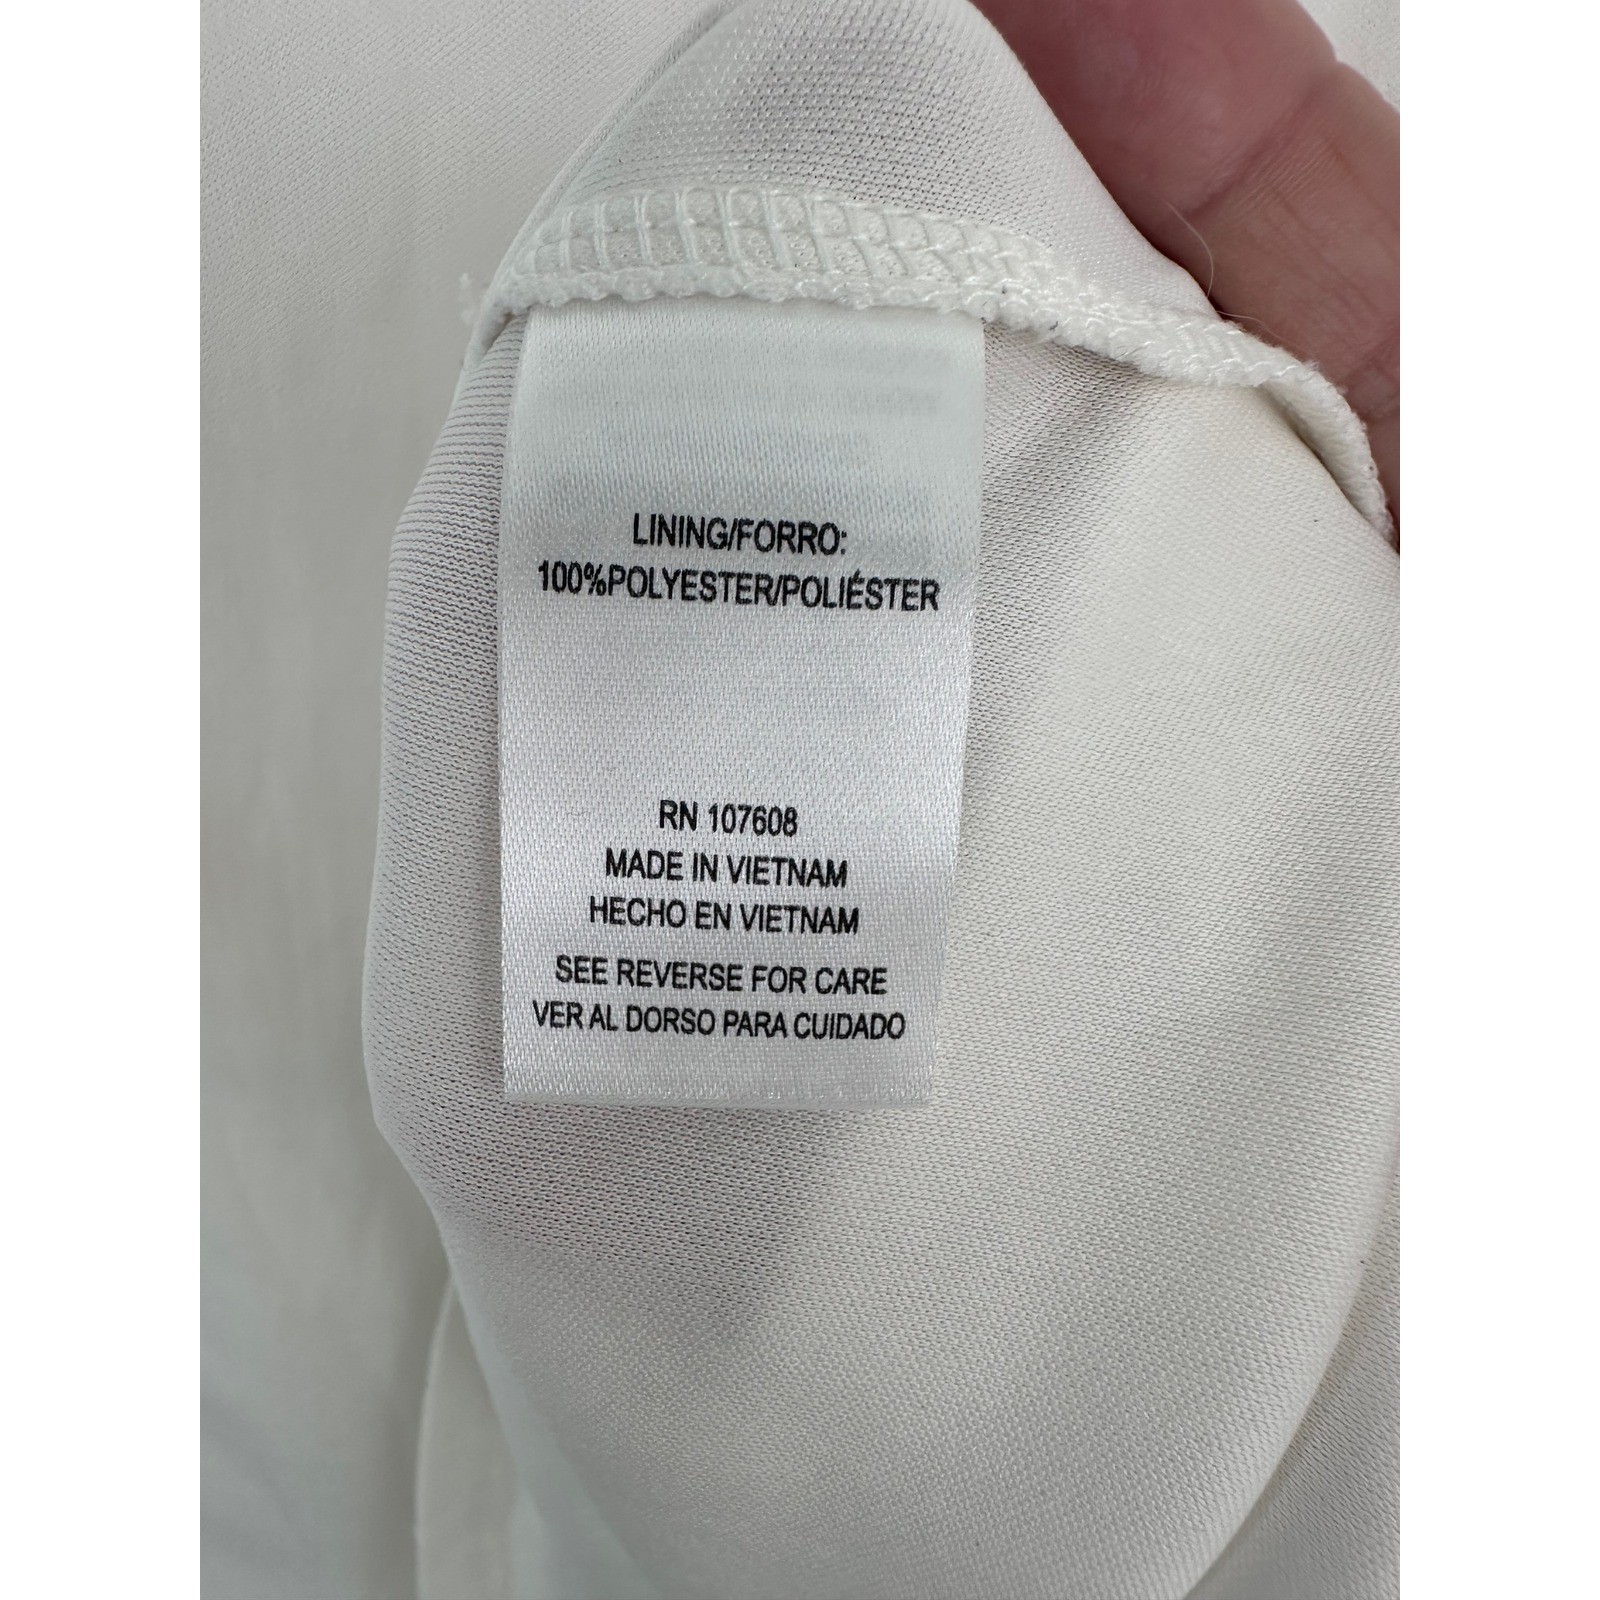 LINING/FORRO:
100%POLYESTER/POLIÉSTER
RN 107608
MADE IN VIETNAM
HECHO EN VIETNAM
SEE REVERSE FOR CARE
VER AL DORSO PARA CUIDADO